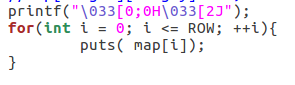 printf("\033[0;0H\033[2J");
for(int i = 0; i <= ROW; ++i){
        puts( map[i]);
}